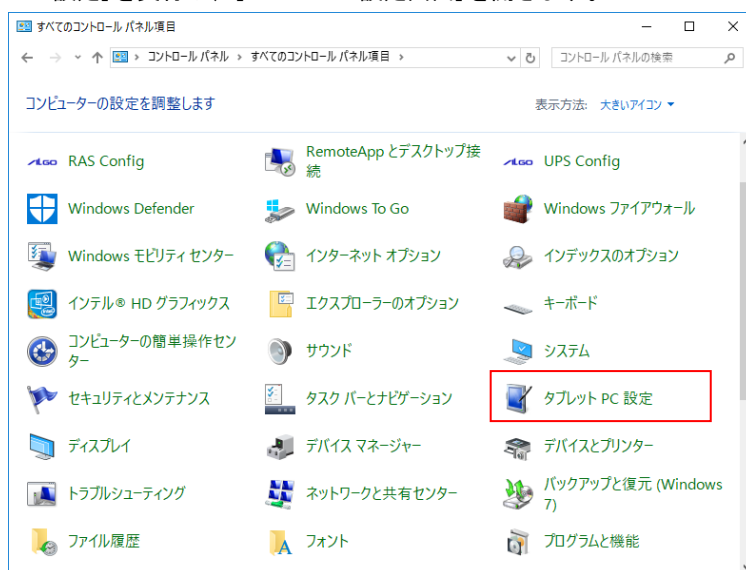 すべてのコントロール パネル項目
コントロール パネル › すべてのコントロール パネル項目 ›
コントロール パネルの検索
コンピューターの設定を調整します
表示方法: 大きいアイコン
ALGO RAS Config
RemoteApp とデスクトップ接
続
ALGO UPS Config
Windows Defender
Windows To Go
Windows ファイアウォール
Windows モビリティ センター
インターネット オプション
インデックスのオプション
インテル® HD グラフィックス
エクスプローラーのオプション
キーボード
コンピューターの簡単操作セン
ター
サウンド
システム
セキュリティとメンテナンス
タスク バーとナビゲーション
タブレット PC 設定
ディスプレイ
デバイス マネージャー
デバイスとプリンター
トラブルシューティング
ネットワークと共有センター
バックアップと復元 (Windows
7)
ファイル履歴
フォント
プログラムと機能